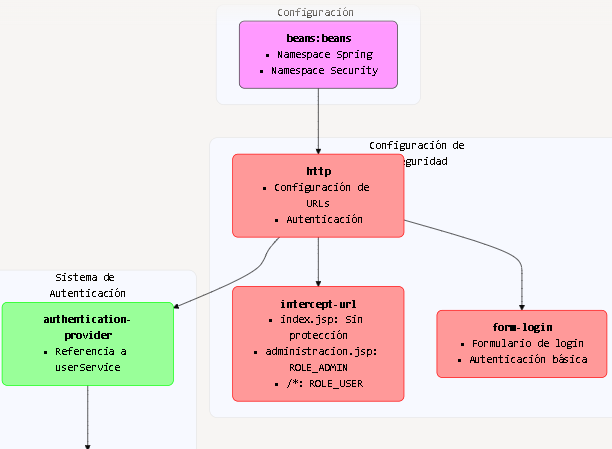 Configuración
beans:beans
▪ Namespace Spring
▪ Namespace Security
Configuración de
eguridad
http
▪ Configuración de
URLs
▪ Autenticación
Sistema de
Autenticación
authentication-
provider
▪ Referencia a
userService
intercept-url
▪ index.jsp: Sin
protección
▪ administracion.jsp:
ROLE_ADMIN
▪ /*: ROLE_USER
form-login
▪ Formulario de login
▪ Autenticación básica